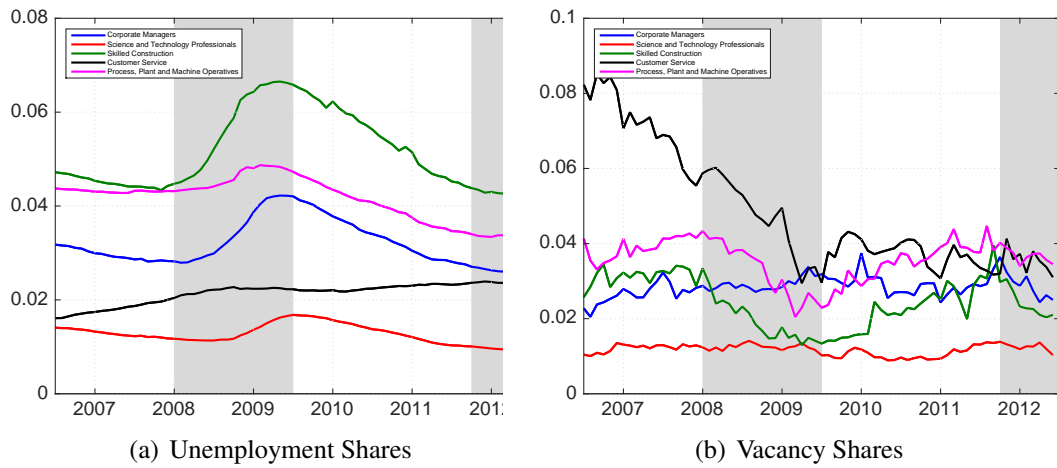 0.08
0.06
0.04
0.02
0
Corporate Managers
Science and Technology Professionals
Skilled Construction
Customer Service
Process, Plant and Machine Operatives
2007 2008 2009 2010 2011 2012
(a) Unemployment Shares
0.1
0.08
0.06
0.04
0.02
0
Corporate Managers
Science and Technology Professionals
Skilled Construction
Customer Service
Process, Plant and Machine Operatives
2007 2008 2009 2010 2011 2012
(b) Vacancy Shares